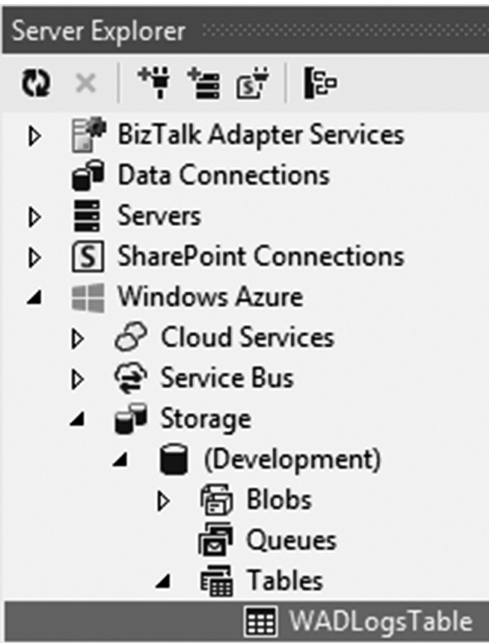 Server Explorer
BizTalk Adapter Services
Data Connections
Servers
SharePoint Connections
Windows Azure
Cloud Services
Service Bus
Storage
(Development)
Blobs
Queues
Tables
WADLogsTable